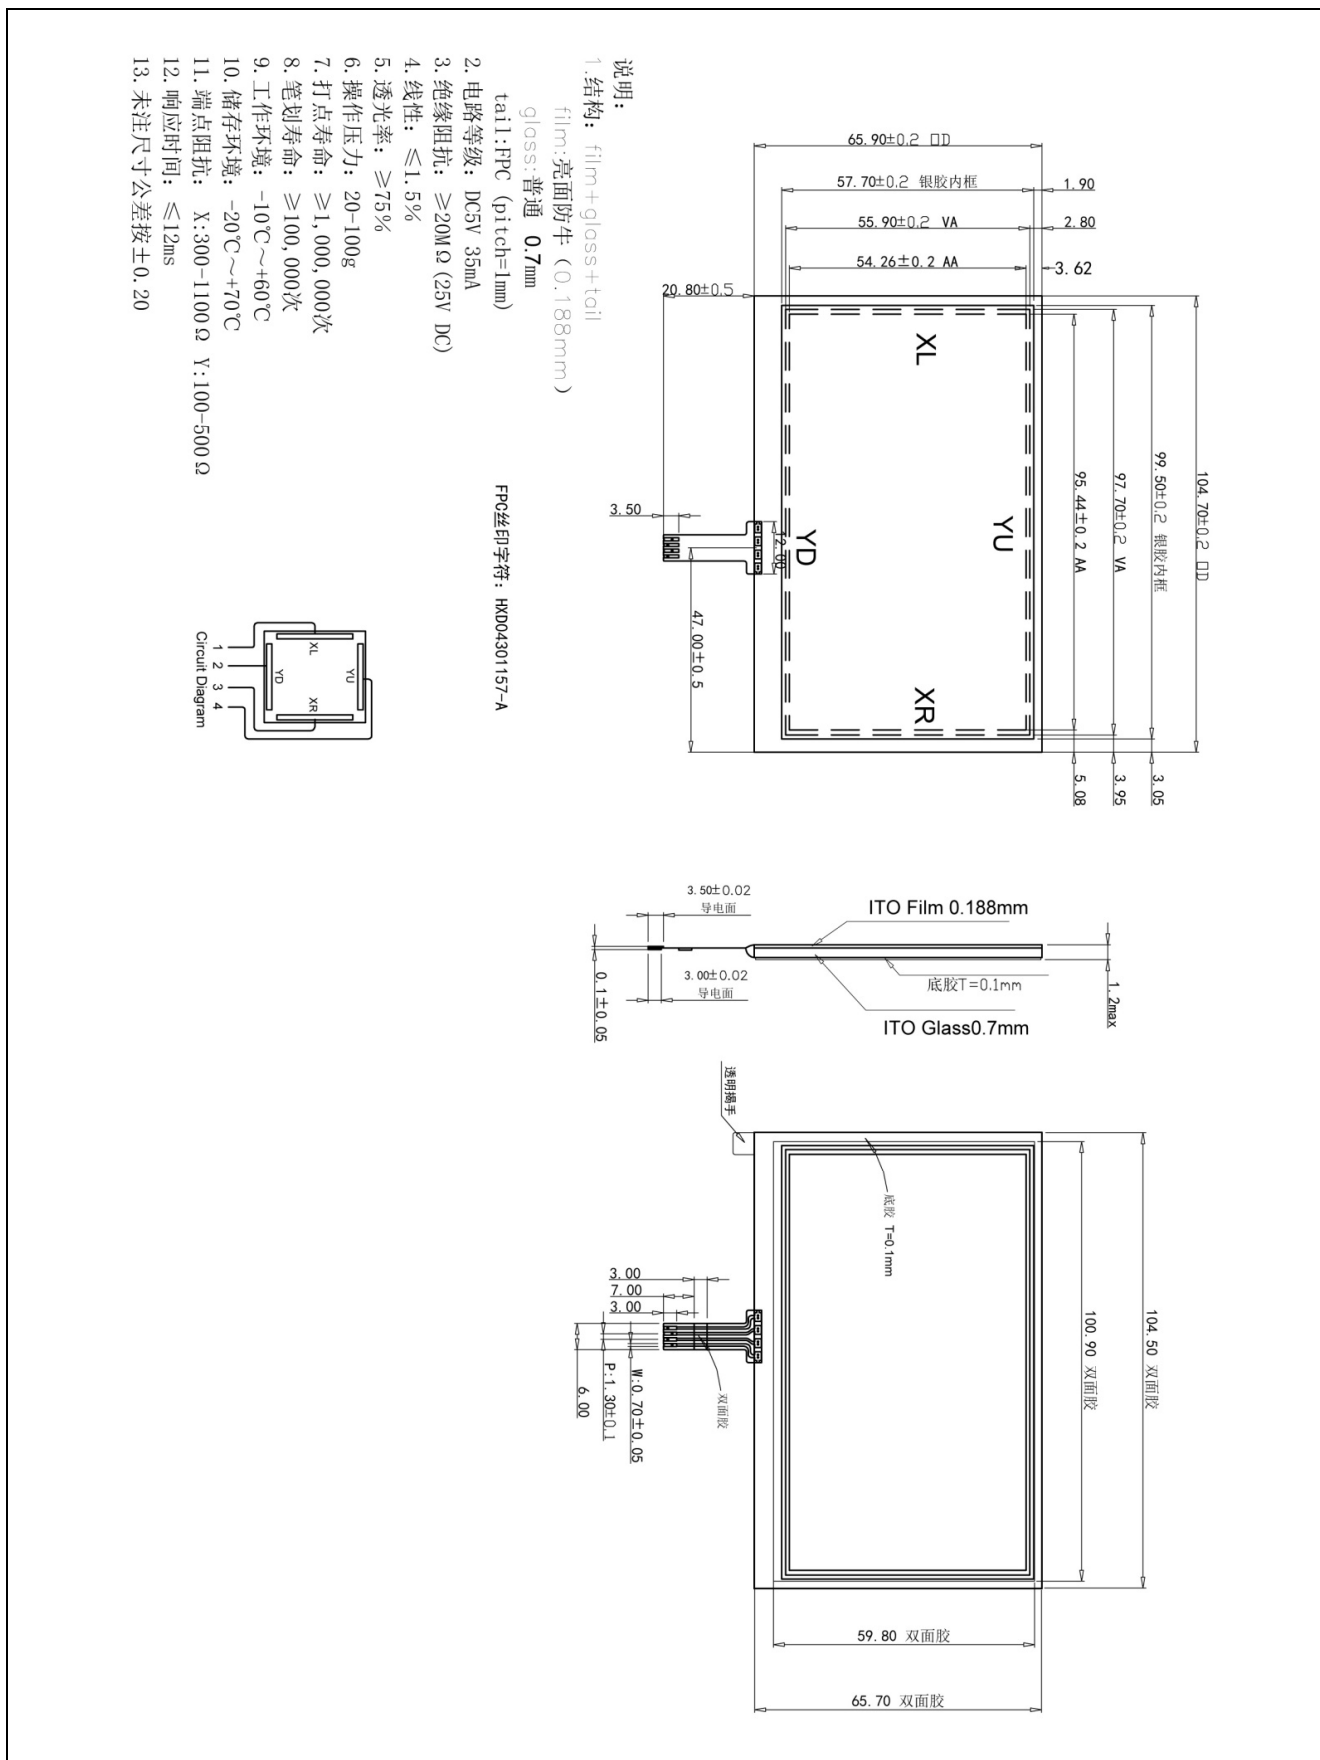 说明:
1.结构: film+glass+tail
film:亮面防牛(0.188mm)
glass:普通 0.7mm
tail:FPC (pitch=1mm)
2. 电路等级: DC5V 35mA
3. 绝缘阻抗: ≥20MΩ(25V DC)
4. 线性: ≤1.5%
5. 透光率: ≥75%
6. 操作压力: 20-100g
7. 打点寿命: ≥1,000,000次
8. 笔划寿命: ≥100,000次
9. 工作环境: -10℃~+60℃
10. 储存环境: -20℃~+70℃
11. 端点阻抗: X:300-1100Ω Y:100-500Ω
12. 响应时间: ≤12ms
13. 未注尺寸公差按±0.20
65.90±0.2 OD
57.70±0.2 银胶内框
1.90
55.90±0.2 VA
2.80
54.26±0.2 AA
3.62
20.80±0.5
104.70±0.2 OD
99.50±0.2 银胶内框
97.70±0.2 VA
95.44±0.2 AA
3.05
3.95
5.08
XL
YU
YD
XR
3.50
12.00
47.00±0.5
FPC丝印字符: HXD04301157-A
XL
YU
YD
XR
1
2
3
4
Circuit Diagram
3.50±0.02
导电面
ITO Film 0.188mm
3.00±0.02
导电面
底胶T=0.1mm
ITO Glass0.7mm
0.1±0.05
1.2max
透明揭手
底胶 T=0.1mm
3.00
7.00
3.00
双面胶
W:0.70±0.05
P:1.30±0.1
6.00
100.90 双面胶
104.50 双面胶
59.80 双面胶
65.70 双面胶